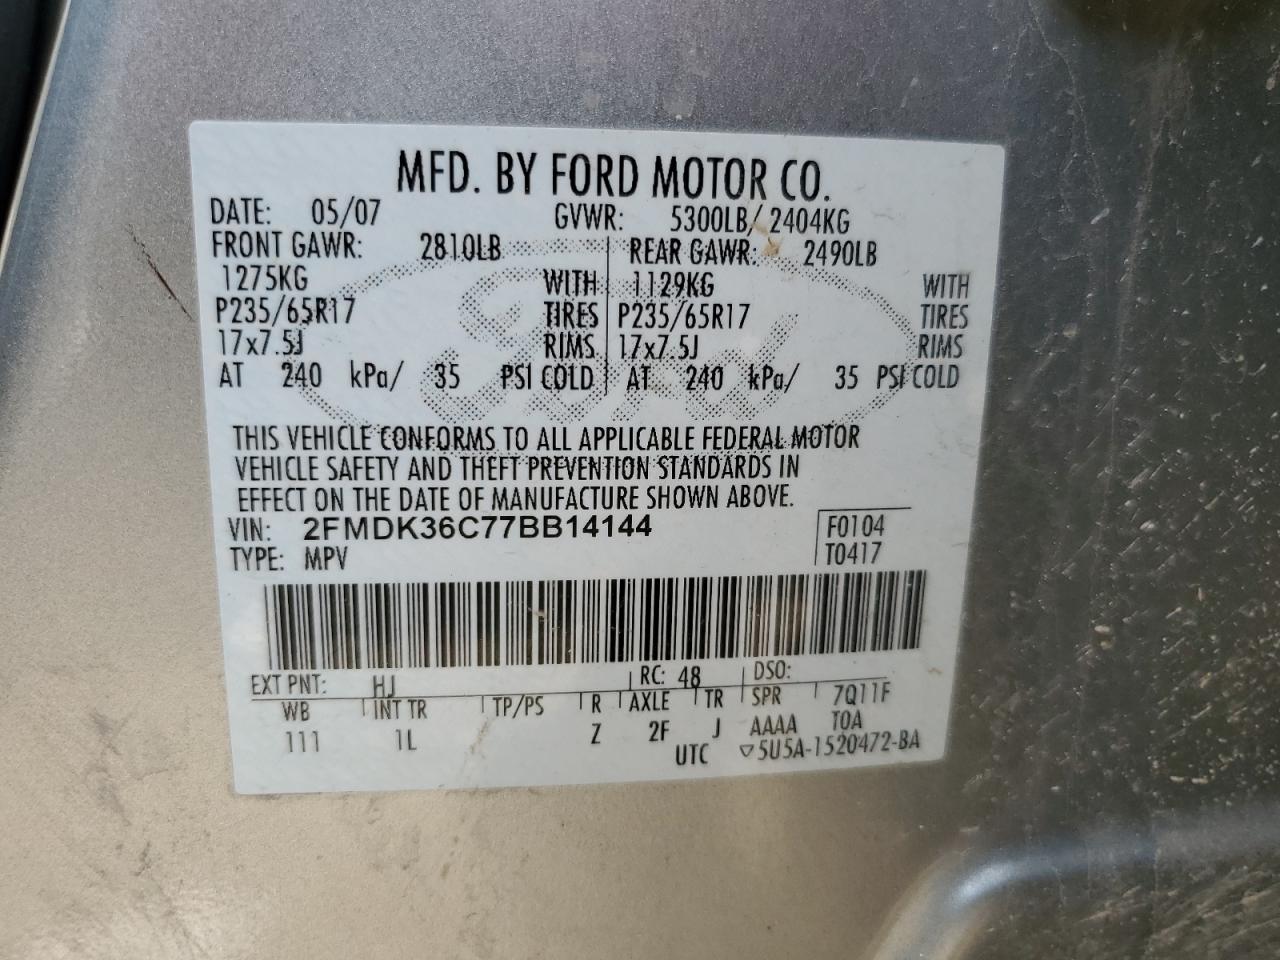 MFD. BY FORD MOTOR CO.
DATE: 05/07 GVWR: 5300LB/ 2404KG
FRONT GAWR: 2810LB REAR GAWR: 2490LB
1275KG WITH 1129KG WITH
P235/65R17 TIRES P235/65R17 TIRES
17x7.5J RIMS 17x7.5J RIMS
AT 240 kPa/ 35 PSI COLD AT 240 kPa/ 35 PSI COLD
THIS VEHICLE CONFORMS TO ALL APPLICABLE FEDERAL MOTOR
VEHICLE SAFETY AND THEFT PREVENTION STANDARDS IN
EFFECT ON THE DATE OF MANUFACTURE SHOWN ABOVE.
VIN: 2FMDK36C77BB14144 F0104
TYPE: MPV T0417
EXT PNT: HJ RC: 48 DSO:
WB INT TR TP/PS R AXLE TR SPR 7Q11F
111 1L Z 2F J AAAA TOA
UTC ▽5U5A-1520472-BA
Ford